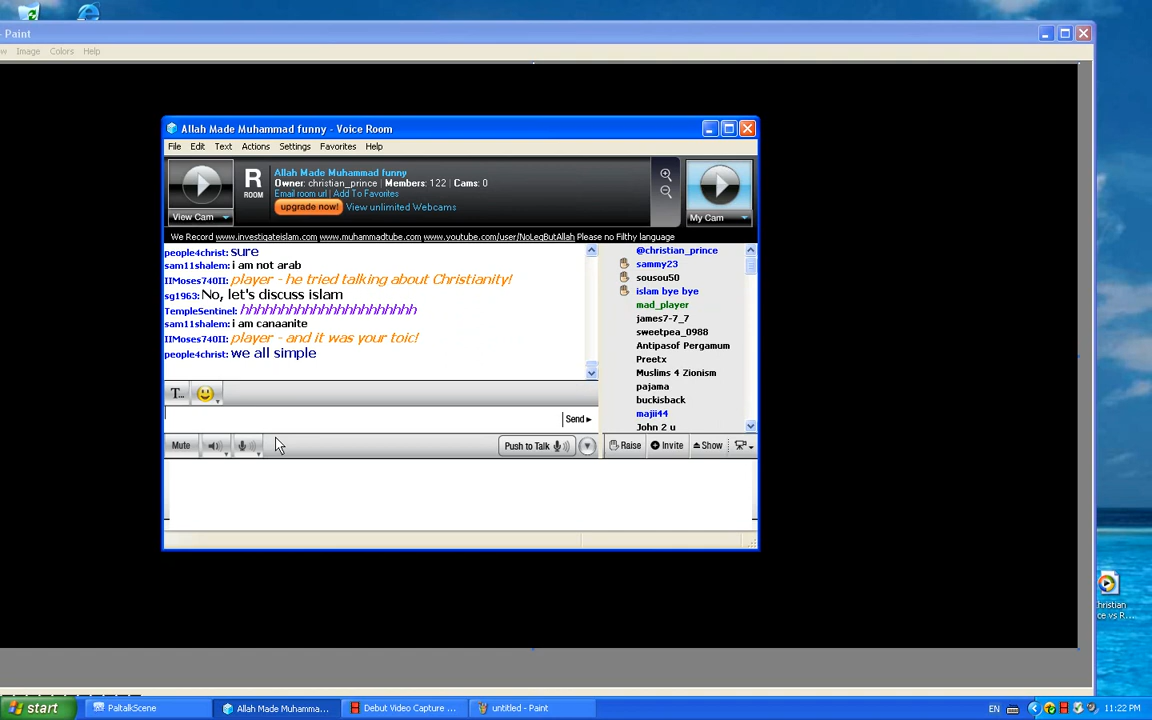 - Paint
Image Colors Help
Allah Made Muhammad funny - Voice Room
File Edit Text Actions Settings Favorites Help
View Cam
R
ROOM
Allah Made Muhammad funny
Owner: christian_prince | Members: 122 | Cams: 0
Email room url | Add To Favorites
upgrade now! View unlimited Webcams
My Cam
We Record www.investigateislam.com www.muhammadtube.com www.youtube.com/user/NoLegButAllah Please no Filthy language
people4christ: sure
sam11shalem: i am not arab
IIMoses740II: player - he tried talking about Christianity!
sg1963: No, let's discuss islam
TempleSentinel: hhhhhhhhhhhhhhhhhhhhhh
sam11shalem: i am canaanite
IIMoses740II: player - and it was your toic!
people4christ: we all simple
@christian_prince
sammy23
sousou50
islam bye bye
mad_player
james7-7_7
sweetpea_0988
Antipasof Pergamum
Preetx
Muslims 4 Zionism
pajama
buckisback
majii44
John 2 u
T...
Send
Mute
Push to Talk
Raise Invite Show
start
PaltalkScene
Allah Made Muhamma...
Debut Video Capture ...
untitled - Paint
EN
11:22 PM